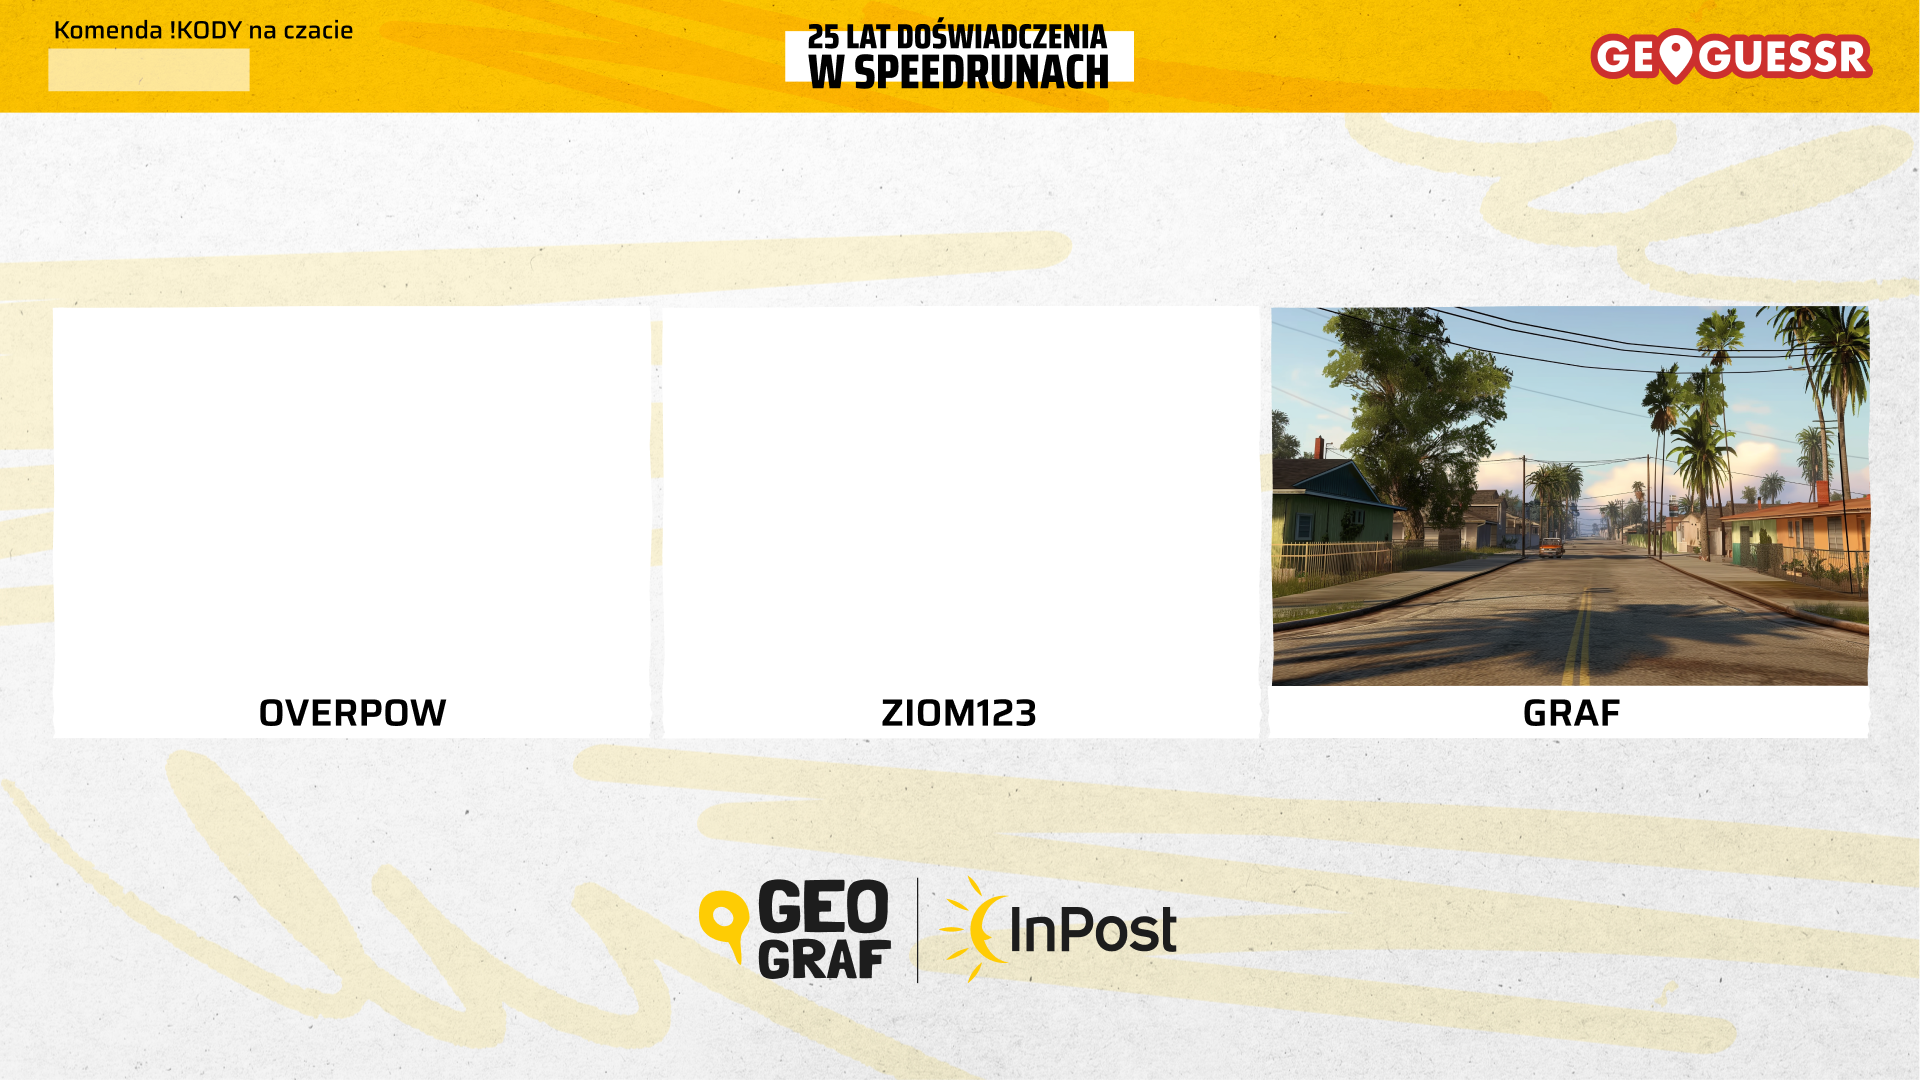 Komenda !KODY na czacie
25 LAT DOŚWIADCZENIA
W SPEEDRUNACH
GEOGUESSR
OVERPOW
ZIOM123
GRAF
GEO
GRAF
InPost